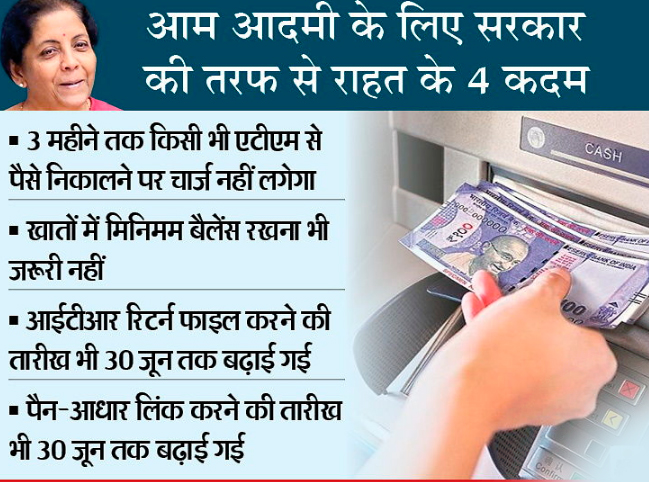 आम आदमी के लिए सरकार
की तरफ से राहत के 4 कदम
▪ 3 महीने तक किसी भी एटीएम से
पैसे निकालने पर चार्ज नहीं लगेगा
▪ खातों में मिनिमम बैलेंस रखना भी
जरूरी नहीं
▪ आईटीआर रिटर्न फाइल करने की
तारीख भी 30 जून तक बढ़ाई गई
▪ पैन-आधार लिंक करने की तारीख
भी 30 जून तक बढ़ाई गई
CASH
₹100